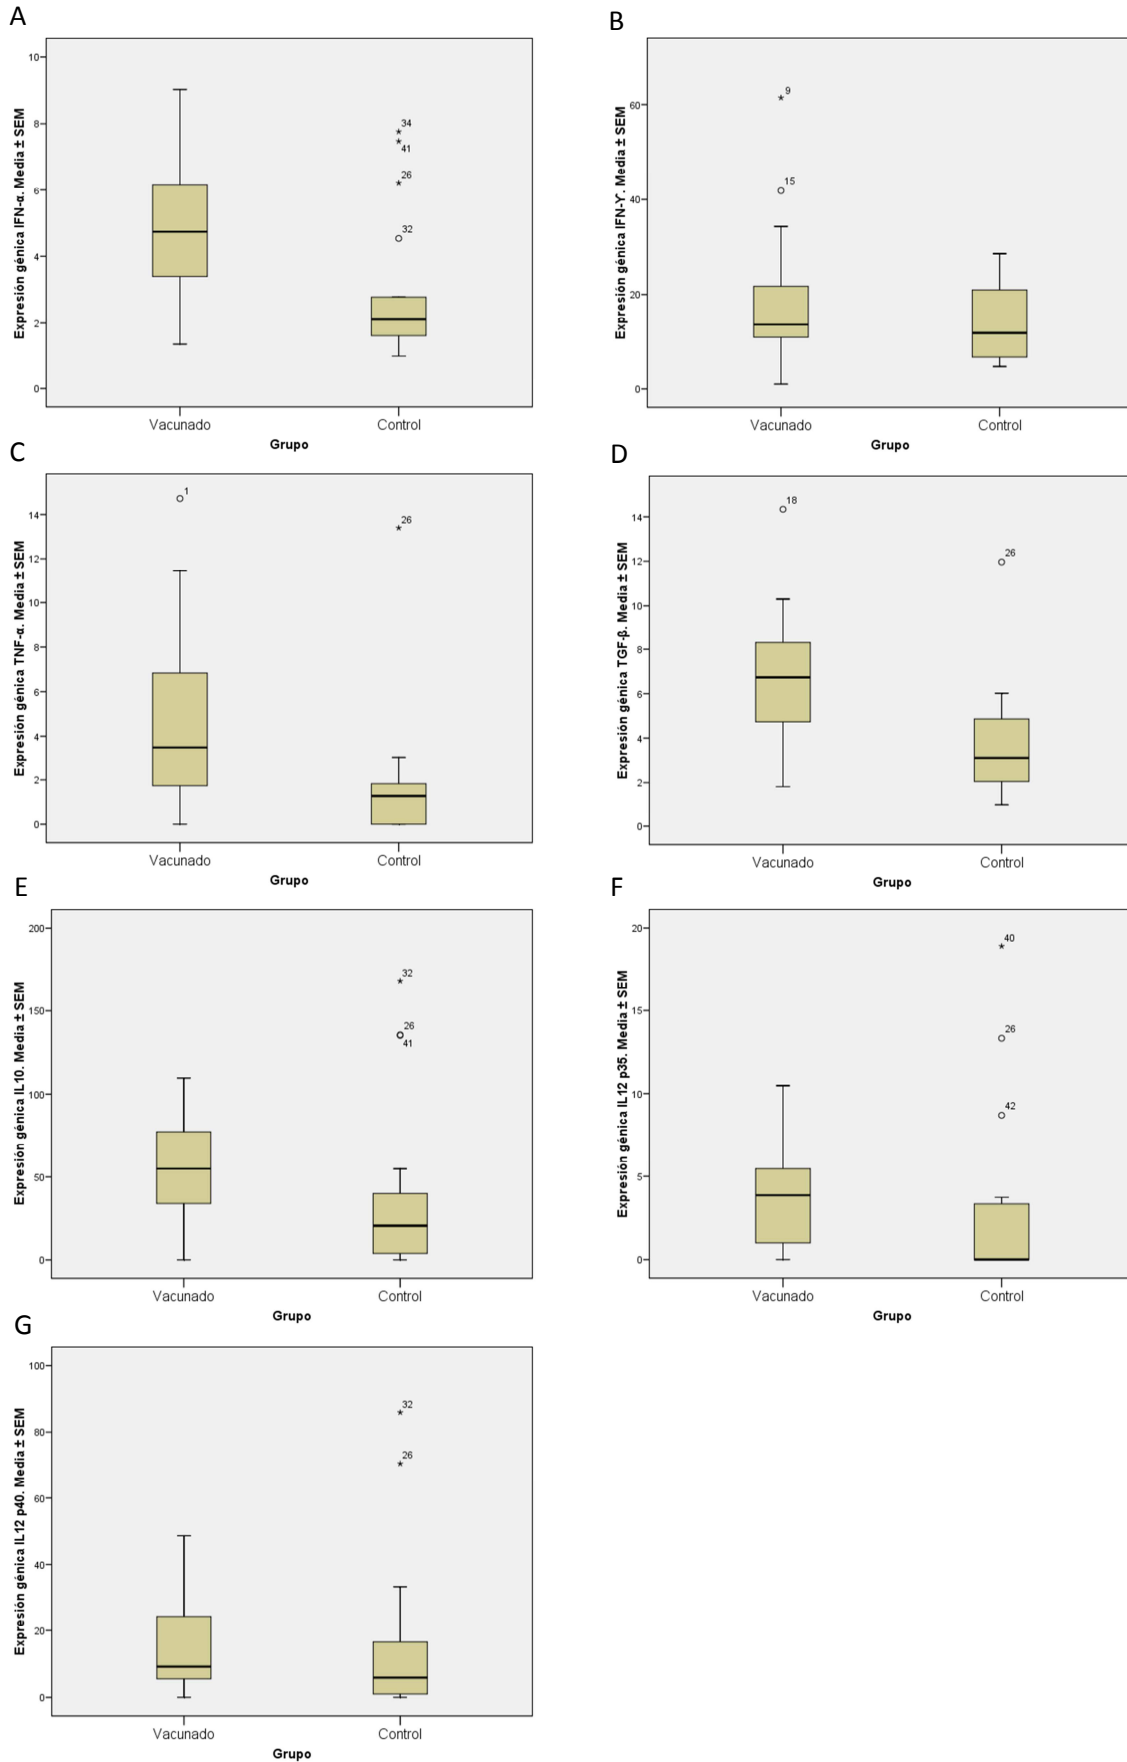 A
Expresión génica IFN-α. Media ± SEM
10
8
6
4
2
0
34
41
26
32
Vacunado
Control
Grupo
B
Expresión génica IFN-ϒ. Media ± SEM
60
40
20
0
9
15
Vacunado
Control
Grupo
C
Expresión génica TNF-α. Media ± SEM
14
12
10
8
6
4
2
0
1
26
Vacunado
Control
Grupo
D
Expresión génica TGF-β. Media ± SEM
14
12
10
8
6
4
2
0
18
26
Vacunado
Control
Grupo
E
Expresión génica IL10. Media ± SEM
200
150
100
50
0
32
26
41
Vacunado
Control
Grupo
F
Expresión génica IL12 p35. Media ± SEM
20
15
10
5
0
40
26
42
Vacunado
Control
Grupo
G
Expresión génica IL12 p40. Media ± SEM
100
80
60
40
20
0
32
26
Vacunado
Control
Grupo